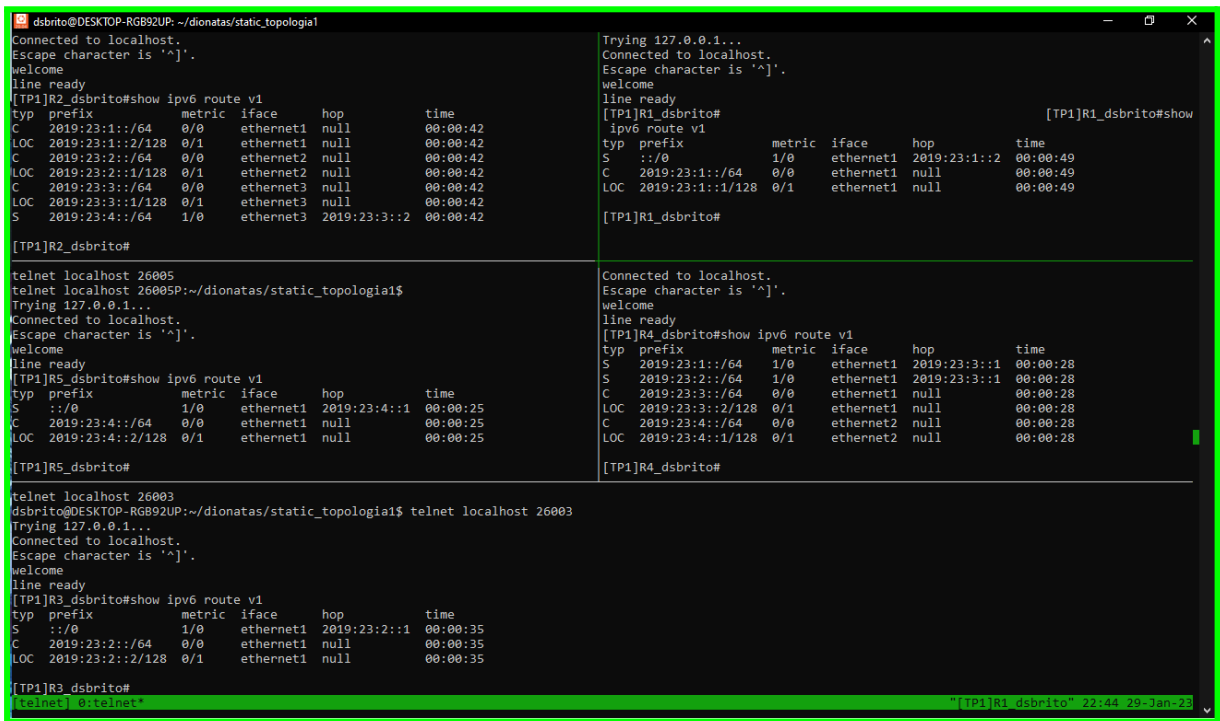 dsbrito@DESKTOP-RGB92UP: ~/dionatas/static_topologia1
Connected to localhost.
Escape character is '^]'.
welcome
line ready
[TP1]R2_dsbrito#show ipv6 route v1
typ  prefix             metric  iface      hop            time
C    2019:23:1::/64     0/0     ethernet1  null           00:00:42
LOC  2019:23:1::2/128   0/1     ethernet1  null           00:00:42
C    2019:23:2::/64     0/0     ethernet2  null           00:00:42
LOC  2019:23:2::1/128   0/1     ethernet2  null           00:00:42
C    2019:23:3::/64     0/0     ethernet3  null           00:00:42
LOC  2019:23:3::1/128   0/1     ethernet3  null           00:00:42
S    2019:23:4::/64     1/0     ethernet3  2019:23:3::2   00:00:42
[TP1]R2_dsbrito#
Trying 127.0.0.1...
Connected to localhost.
Escape character is '^]'.
welcome
line ready
[TP1]R1_dsbrito#                                        [TP1]R1_dsbrito#show
 ipv6 route v1
typ  prefix             metric  iface      hop            time
S    ::/0               1/0     ethernet1  2019:23:1::2   00:00:49
C    2019:23:1::/64     0/0     ethernet1  null           00:00:49
LOC  2019:23:1::1/128   0/1     ethernet1  null           00:00:49
[TP1]R1_dsbrito#
telnet localhost 26005
telnet localhost 26005P:~/dionatas/static_topologia1$
Trying 127.0.0.1...
Connected to localhost.
Escape character is '^]'.
welcome
line ready
[TP1]R5_dsbrito#show ipv6 route v1
typ  prefix             metric  iface      hop            time
S    ::/0               1/0     ethernet1  2019:23:4::1   00:00:25
C    2019:23:4::/64     0/0     ethernet1  null           00:00:25
LOC  2019:23:4::2/128   0/1     ethernet1  null           00:00:25
[TP1]R5_dsbrito#
Connected to localhost.
Escape character is '^]'.
welcome
line ready
[TP1]R4_dsbrito#show ipv6 route v1
typ  prefix             metric  iface      hop            time
S    2019:23:1::/64     1/0     ethernet1  2019:23:3::1   00:00:28
S    2019:23:2::/64     1/0     ethernet1  2019:23:3::1   00:00:28
C    2019:23:3::/64     0/0     ethernet1  null           00:00:28
LOC  2019:23:3::2/128   0/1     ethernet1  null           00:00:28
C    2019:23:4::/64     0/0     ethernet2  null           00:00:28
LOC  2019:23:4::1/128   0/1     ethernet2  null           00:00:28
[TP1]R4_dsbrito#
telnet localhost 26003
dsbrito@DESKTOP-RGB92UP:~/dionatas/static_topologia1$ telnet localhost 26003
Trying 127.0.0.1...
Connected to localhost.
Escape character is '^]'.
welcome
line ready
[TP1]R3_dsbrito#show ipv6 route v1
typ  prefix             metric  iface      hop            time
S    ::/0               1/0     ethernet1  2019:23:2::1   00:00:35
C    2019:23:2::/64     0/0     ethernet1  null           00:00:35
LOC  2019:23:2::2/128   0/1     ethernet1  null           00:00:35
[TP1]R3_dsbrito#
[telnet] 0:telnet*                                        "[TP1]R1_dsbrito" 22:44 29-Jan-23